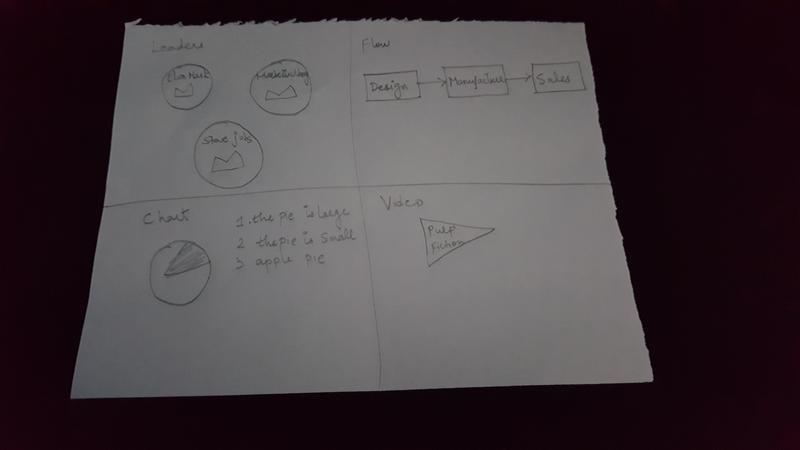 Leaders
Elon Musk
Steve jobs
Flow
Design
Manufacture
Sales
Chart
1. the pie is large
2 the pie is Small
3 apple pie
Video
Pulp
Fiction